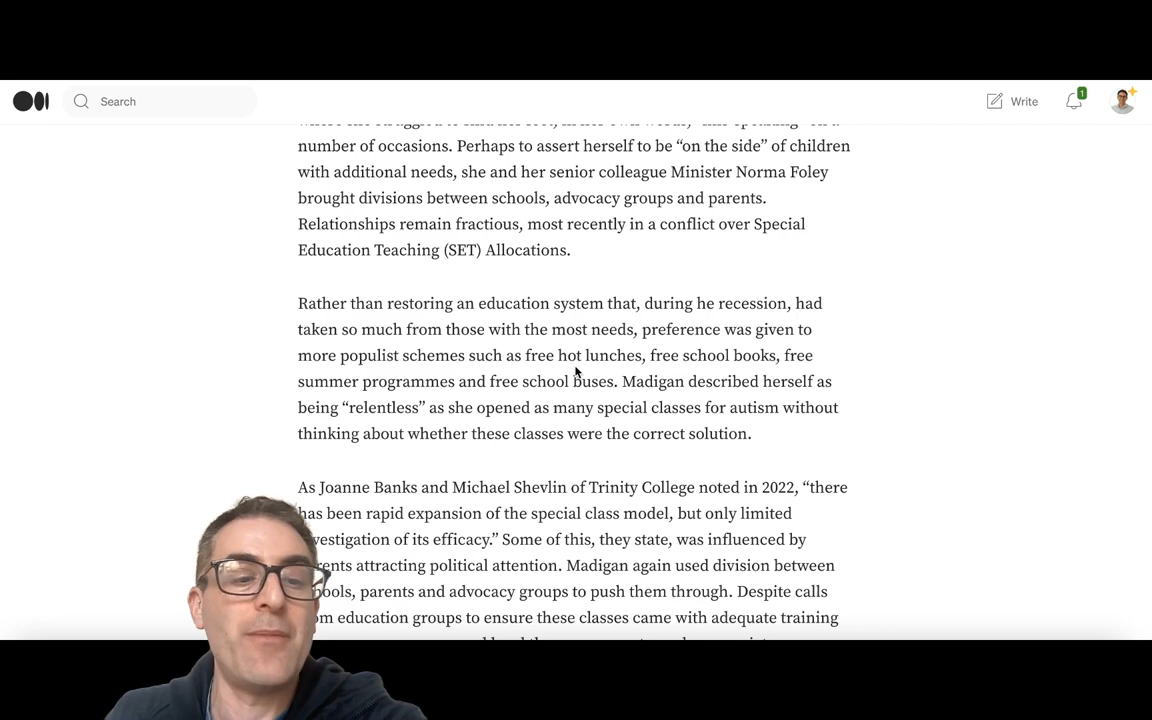 Search
Write
1
number of occasions. Perhaps to assert herself to be “on the side” of children
with additional needs, she and her senior colleague Minister Norma Foley
brought divisions between schools, advocacy groups and parents.
Relationships remain fractious, most recently in a conflict over Special
Education Teaching (SET) Allocations.
Rather than restoring an education system that, during he recession, had
taken so much from those with the most needs, preference was given to
more populist schemes such as free hot lunches, free school books, free
summer programmes and free school buses. Madigan described herself as
being “relentless” as she opened as many special classes for autism without
thinking about whether these classes were the correct solution.
As Joanne Banks and Michael Shevlin of Trinity College noted in 2022, “there
has been rapid expansion of the special class model, but only limited
of its efficacy.” Some of this, they state, was influenced by
attracting political attention. Madigan again used division between
parents and advocacy groups to push them through. Despite calls
education groups to ensure these classes came with adequate training